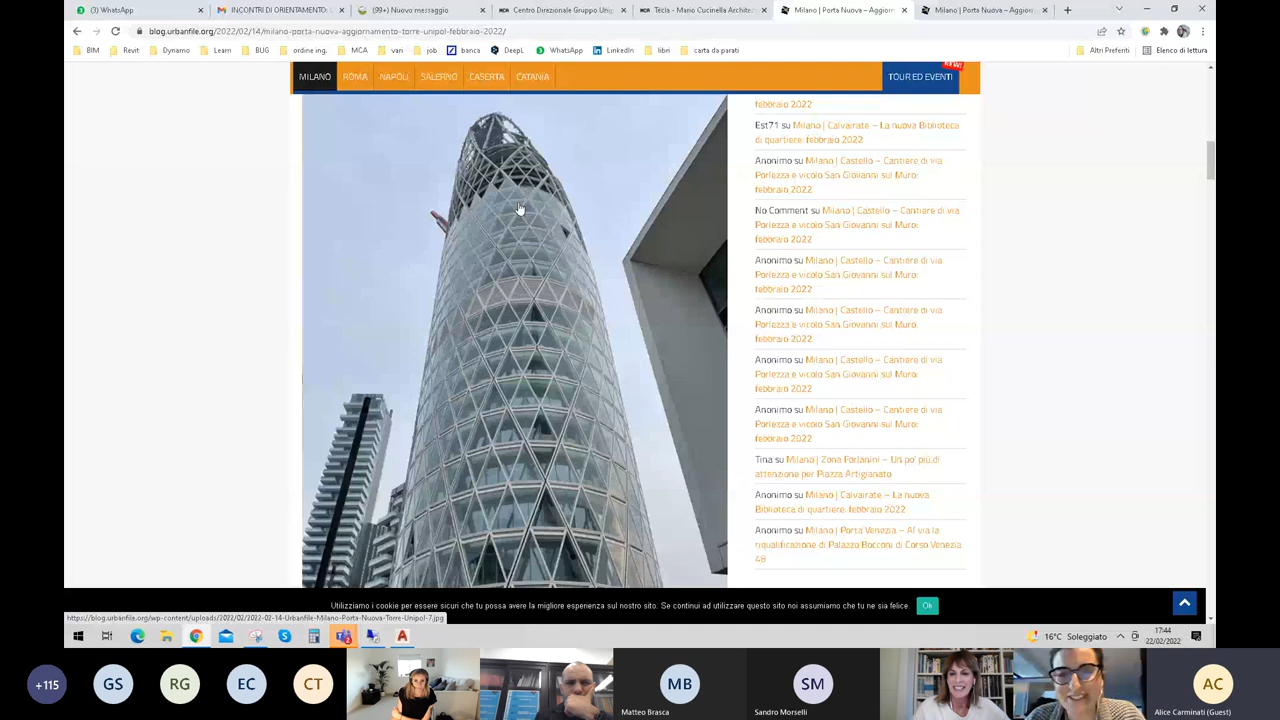 (3) WhatsApp
INCONTRI DI ORIENTAMENTO:
(99+) Nuovo messaggio
Centro Direzionale Gruppo Unip
Tecla - Mario Cucinella Archite
Milano | Porta Nuova – Aggiorn
Milano | Porta Nuova – Aggiorn
blog.urbanfile.org/2022/02/14/milano-porta-nuova-aggiornamento-torre-unipol-febbraio-2022/
BIM Revit Dynamo Learn BUG ordine ing. MCA vari job banca DeepL WhatsApp LinkedIn libri carta da parati Altri Preferiti Elenco di lettura
MILANO ROMA NAPOLI SALERNO CASERTA CATANIA TOUR ED EVENTI NEW!
febbraio 2022
Est71 su Milano | Calvairate – La nuova Biblioteca
di quartiere: febbraio 2022
Anonimo su Milano | Castello – Cantiere di via
Porlezza e vicolo San Giovanni sul Muro:
febbraio 2022
No Comment su Milano | Castello – Cantiere di via
Porlezza e vicolo San Giovanni sul Muro:
febbraio 2022
Anonimo su Milano | Castello – Cantiere di via
Porlezza e vicolo San Giovanni sul Muro:
febbraio 2022
Anonimo su Milano | Castello – Cantiere di via
Porlezza e vicolo San Giovanni sul Muro:
febbraio 2022
Anonimo su Milano | Castello – Cantiere di via
Porlezza e vicolo San Giovanni sul Muro:
febbraio 2022
Anonimo su Milano | Castello – Cantiere di via
Porlezza e vicolo San Giovanni sul Muro:
febbraio 2022
Tina su Milano | Zona Forlanini – Un po' più di
attenzione per Piazza Artigianato
Anonimo su Milano | Calvairate – La nuova
Biblioteca di quartiere: febbraio 2022
Anonimo su Milano | Porta Venezia – Al via la
riqualificazione di Palazzo Bocconi di Corso Venezia
48
Utilizziamo i cookie per essere sicuri che tu possa avere la migliore esperienza sul nostro sito. Se continui ad utilizzare questo sito noi assumiamo che tu ne sia felice. Ok
https://blog.urbanfile.org/wp-content/uploads/2022/02/2022-02-14-Urbanfile-Milano-Porta-Nuova-Torre-Unipol-7.jpg
16°C Soleggiato
17:44
22/02/2022
+115 GS RG EC CT MB SM AC
Matteo Brasca
Sandro Morselli
Alice Carminati (Guest)